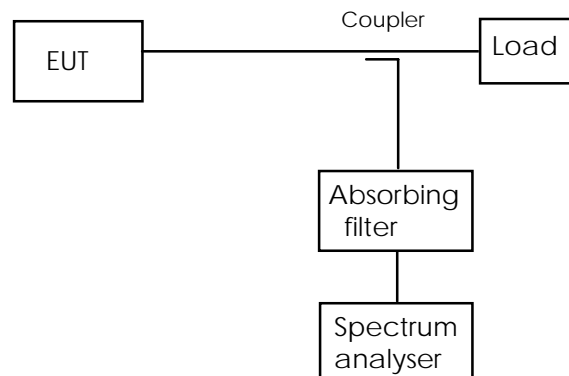 Coupler
EUT
Load
Absorbing
filter
Spectrum
analyser